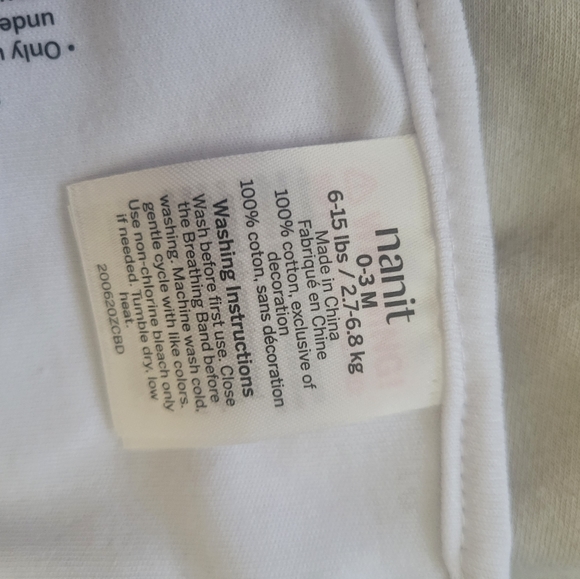 nanit
0-3 M
6-15 lbs / 2.7-6.8 kg
Made in China
Fabriqué en Chine
100% cotton, exclusive of
decoration
100% coton, sans décoration
Washing Instructions
Wash before first use. Close
the Breathing Band before
washing. Machine wash cold,
gentle cycle with like colors.
Use non-chlorine bleach only
if needed. Tumble dry, low
heat.
200620ZCBD
• Only
unde